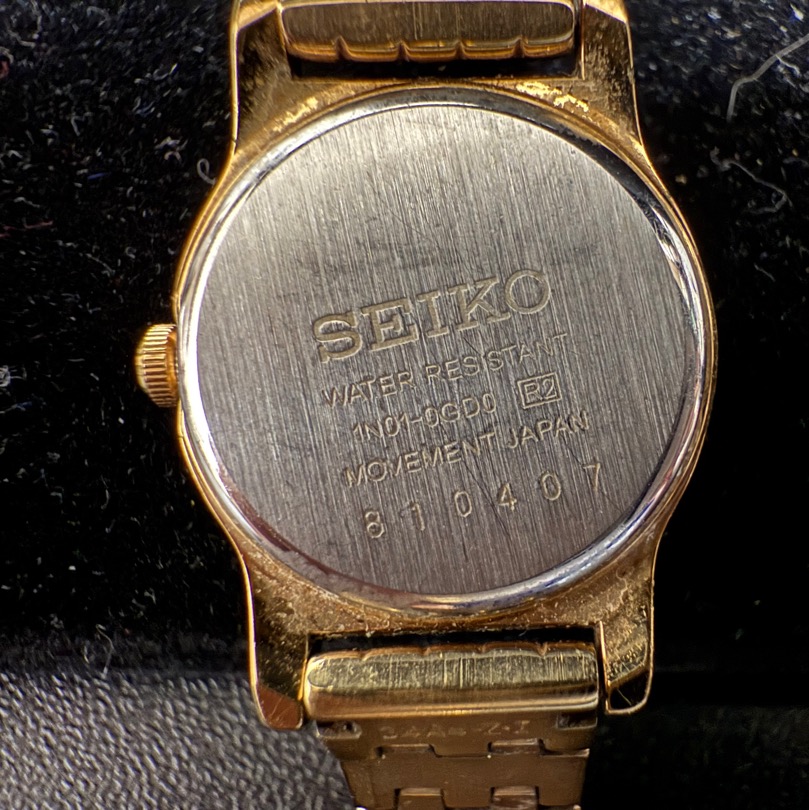 SEIKO
WATER RESISTANT
1N01-0GD0 R2
MOVEMENT JAPAN
810407